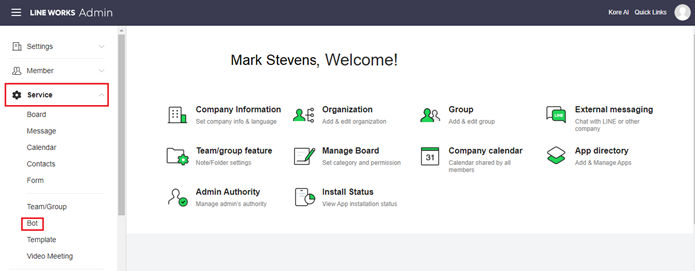 LINE WORKS Admin
Kore AI Quick Links
Settings
Member
Service
Board
Message
Calendar
Contacts
Form
Team/Group
Bot
Template
Video Meeting
Mark Stevens, Welcome!
Company Information
Set company info & language
Organization
Add & edit organization
Group
Add & edit group
LINE
External messaging
Chat with LINE or other
company
Team/group feature
Note/Folder settings
Manage Board
Set category and permission
31
Company calendar
Calendar shared by all
members
App directory
Add & Manage Apps
Admin Authority
Manage admin's authority
Install Status
View App installation status